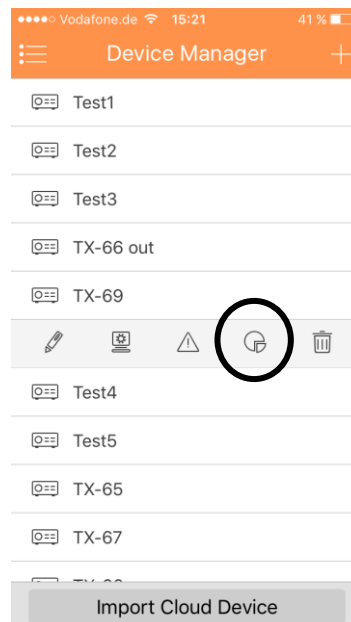 Vodafone.de 15:21 41 %
Device Manager
Test1
Test2
Test3
TX-66 out
TX-69
Test4
Test5
TX-65
TX-67
Import Cloud Device